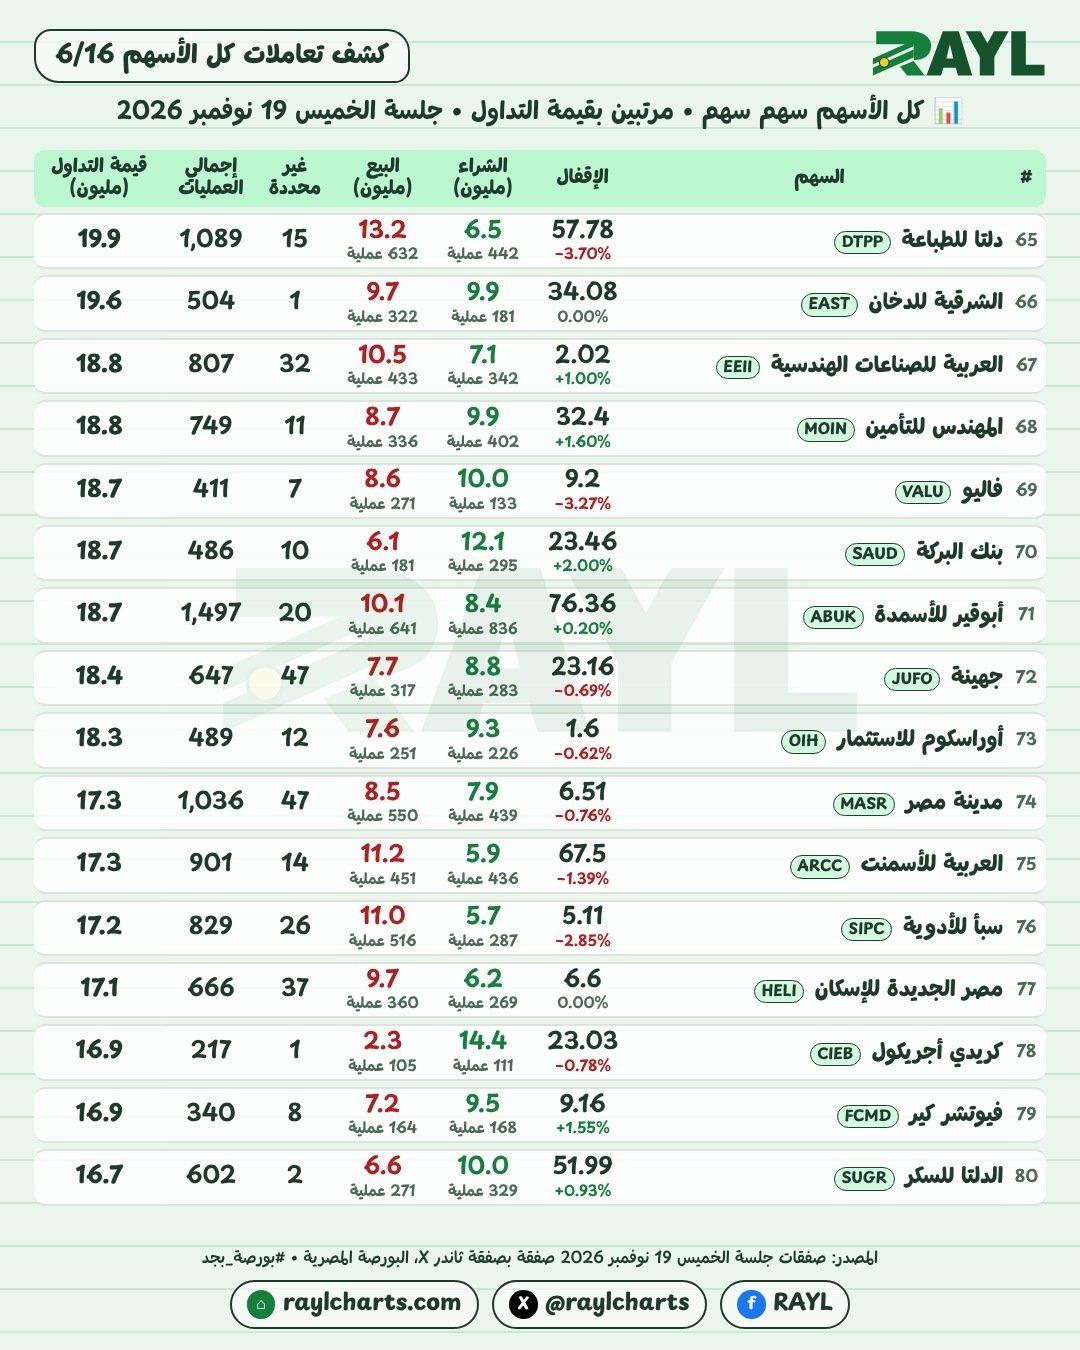 RAYL
كشف تعاملات كل الأسهم 6/16
📊 كل الأسهم سهم سهم • مرتبين بقيمة التداول • جلسة الخميس 19 نوفمبر 2026
# السهم الإقفال الشراء (مليون) البيع (مليون) غير محددة إجمالي العمليات قيمة التداول (مليون)
65 دلتا للطباعة DTPP 57.78 6.5 13.2 15 1,089 19.9
-3.70% 442 عملية 632 عملية
66 الشرقية للدخان EAST 34.08 9.9 9.7 1 504 19.6
0.00% 181 عملية 322 عملية
67 العربية للصناعات الهندسية EEII 2.02 7.1 10.5 32 807 18.8
+1.00% 342 عملية 433 عملية
68 المهندس للتأمين MOIN 32.4 9.9 8.7 11 749 18.8
+1.60% 402 عملية 336 عملية
69 فاليو VALU 9.2 10.0 8.6 7 411 18.7
-3.27% 133 عملية 271 عملية
70 بنك البركة SAUD 23.46 12.1 6.1 10 486 18.7
+2.00% 295 عملية 181 عملية
71 أبوقير للأسمدة ABUK 76.36 8.4 10.1 20 1,497 18.7
+0.20% 836 عملية 641 عملية
72 جهينة JUFO 23.16 8.8 7.7 47 647 18.4
-0.69% 283 عملية 317 عملية
73 أوراسكوم للاستثمار OIH 1.6 9.3 7.6 12 489 18.3
-0.62% 226 عملية 251 عملية
74 مدينة مصر MASR 6.51 7.9 8.5 47 1,036 17.3
-0.76% 439 عملية 550 عملية
75 العربية للأسمنت ARCC 67.5 5.9 11.2 14 901 17.3
-1.39% 436 عملية 451 عملية
76 سبأ للأدوية SIPC 5.11 5.7 11.0 26 829 17.2
-2.85% 287 عملية 516 عملية
77 مصر الجديدة للإسكان HELI 6.6 6.2 9.7 37 666 17.1
0.00% 269 عملية 360 عملية
78 كريدي أجريكول CIEB 23.03 14.4 2.3 1 217 16.9
-0.78% 111 عملية 105 عملية
79 فيوتشر كير FCMD 9.16 9.5 7.2 8 340 16.9
+1.55% 168 عملية 164 عملية
80 الدلتا للسكر SUGR 51.99 10.0 6.6 2 602 16.7
+0.93% 329 عملية 271 عملية
RAYL
المصدر: صفقات جلسة الخميس 19 نوفمبر 2026 صفقة بصفقة ثاندر X، البورصة المصرية • #بورصة_بجد
raylcharts.com X @raylcharts f RAYL